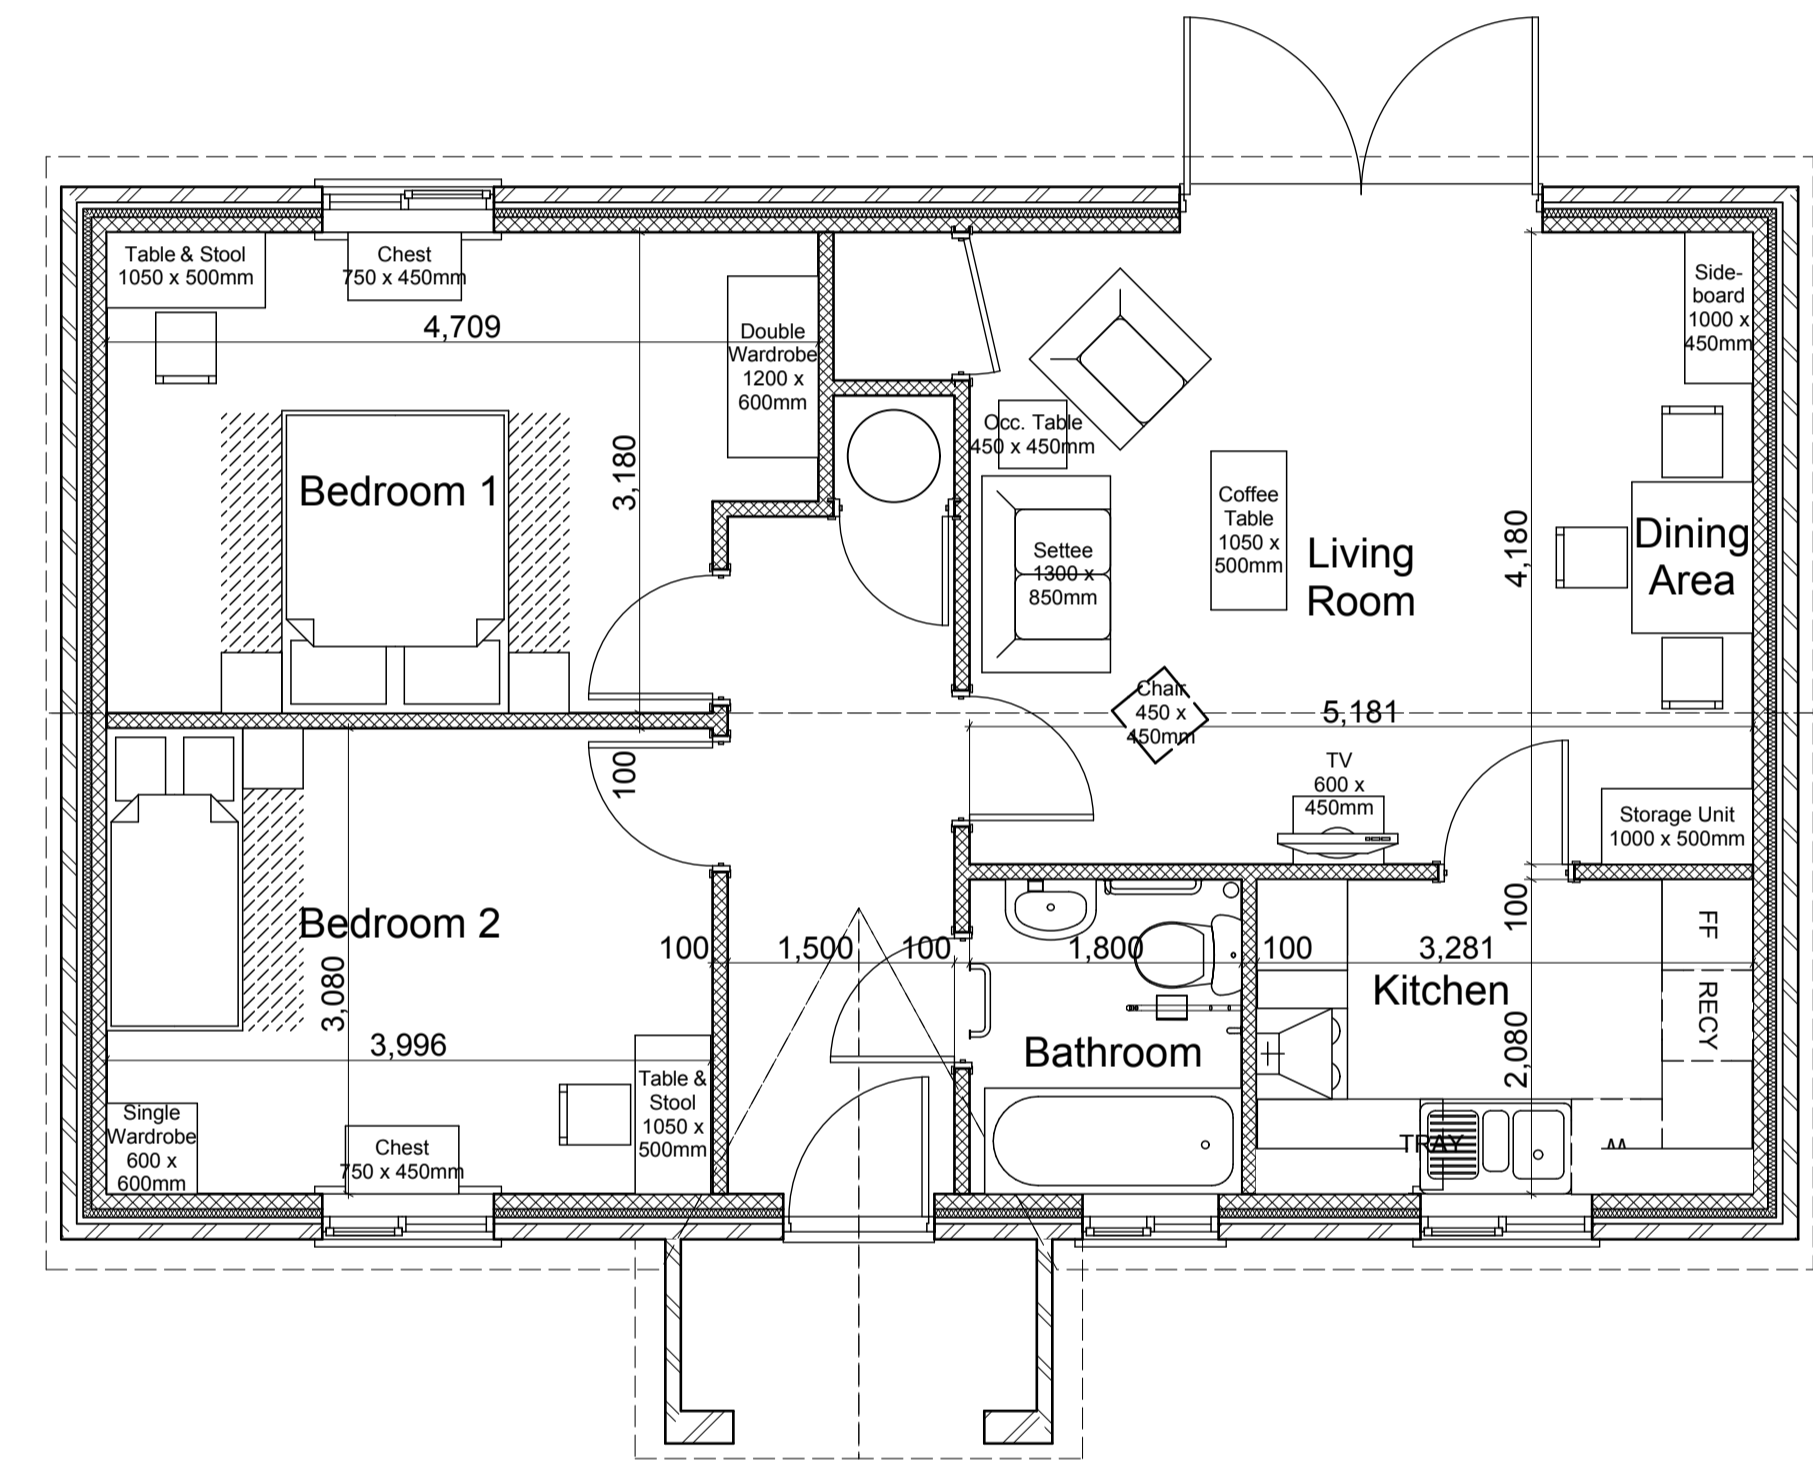 Table & Stool
1050 x 500mm
Chest
750 x 450mm
4,709
Double
Wardrobe
1200 x
600mm
Bedroom 1
3,180
Side-
board
1000 x
450mm
Occ. Table
450 x 450mm
Coffee
Table
1050 x
500mm
Settee
1300 x
850mm
Living
Room
4,180
Dining
Area
Chair
450 x
450mm
5,181
TV
600 x
450mm
Storage Unit
1000 x 500mm
100
Bedroom 2
3,080
3,996
100
1,500
100
1,800
100
3,281
100
FF
RECY
Kitchen
2,080
Bathroom
Table &
Stool
1050 x
500mm
Single
Wardrobe
600 x
600mm
Chest
750 x 450mm
TRAY